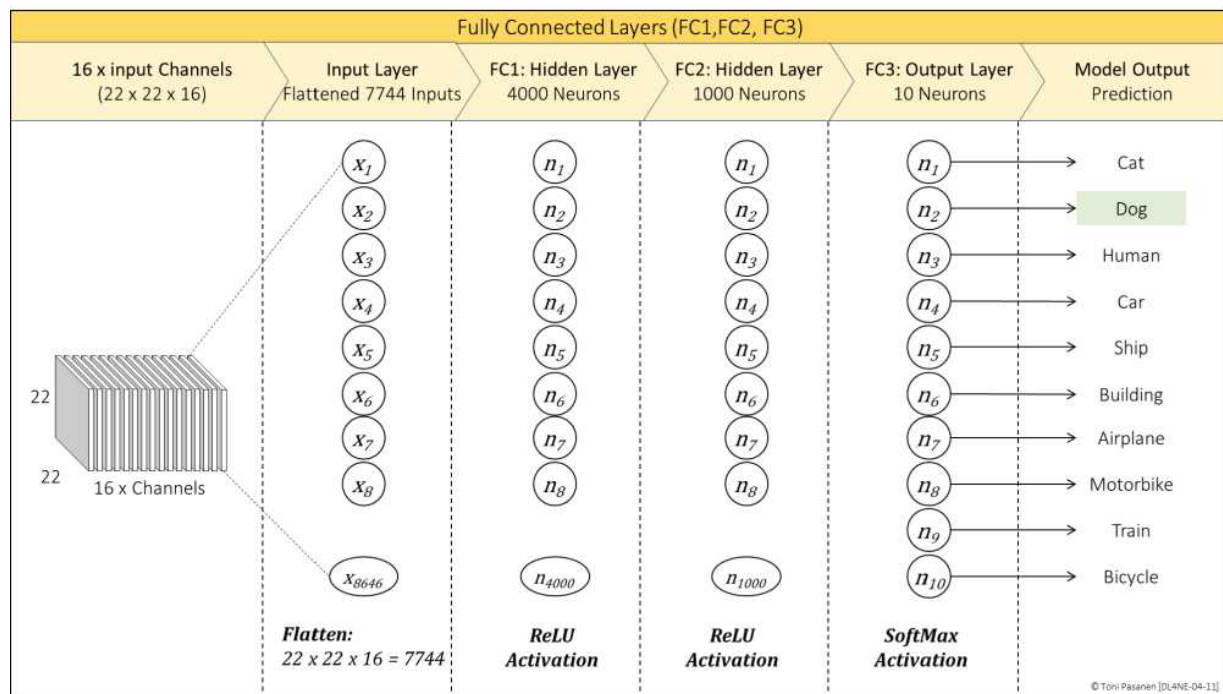 Fully Connected Layers (FC1,FC2, FC3)
16 x input Channels
(22 x 22 x 16)
Input Layer
Flattened 7744 Inputs
FC1: Hidden Layer
4000 Neurons
FC2: Hidden Layer
1000 Neurons
FC3: Output Layer
10 Neurons
Model Output
Prediction
22
22
16 x Channels
x1
x2
x3
x4
x5
x6
x7
x8
x8646
Flatten:
22 x 22 x 16 = 7744
n1
n2
n3
n4
n5
n6
n7
n8
n4000
ReLU
Activation
n1
n2
n3
n4
n5
n6
n7
n8
n1000
ReLU
Activation
n1
n2
n3
n4
n5
n6
n7
n8
n9
n10
SoftMax
Activation
Cat
Dog
Human
Car
Ship
Building
Airplane
Motorbike
Train
Bicycle
© Toni Pasanen [DL4NE-04-11]